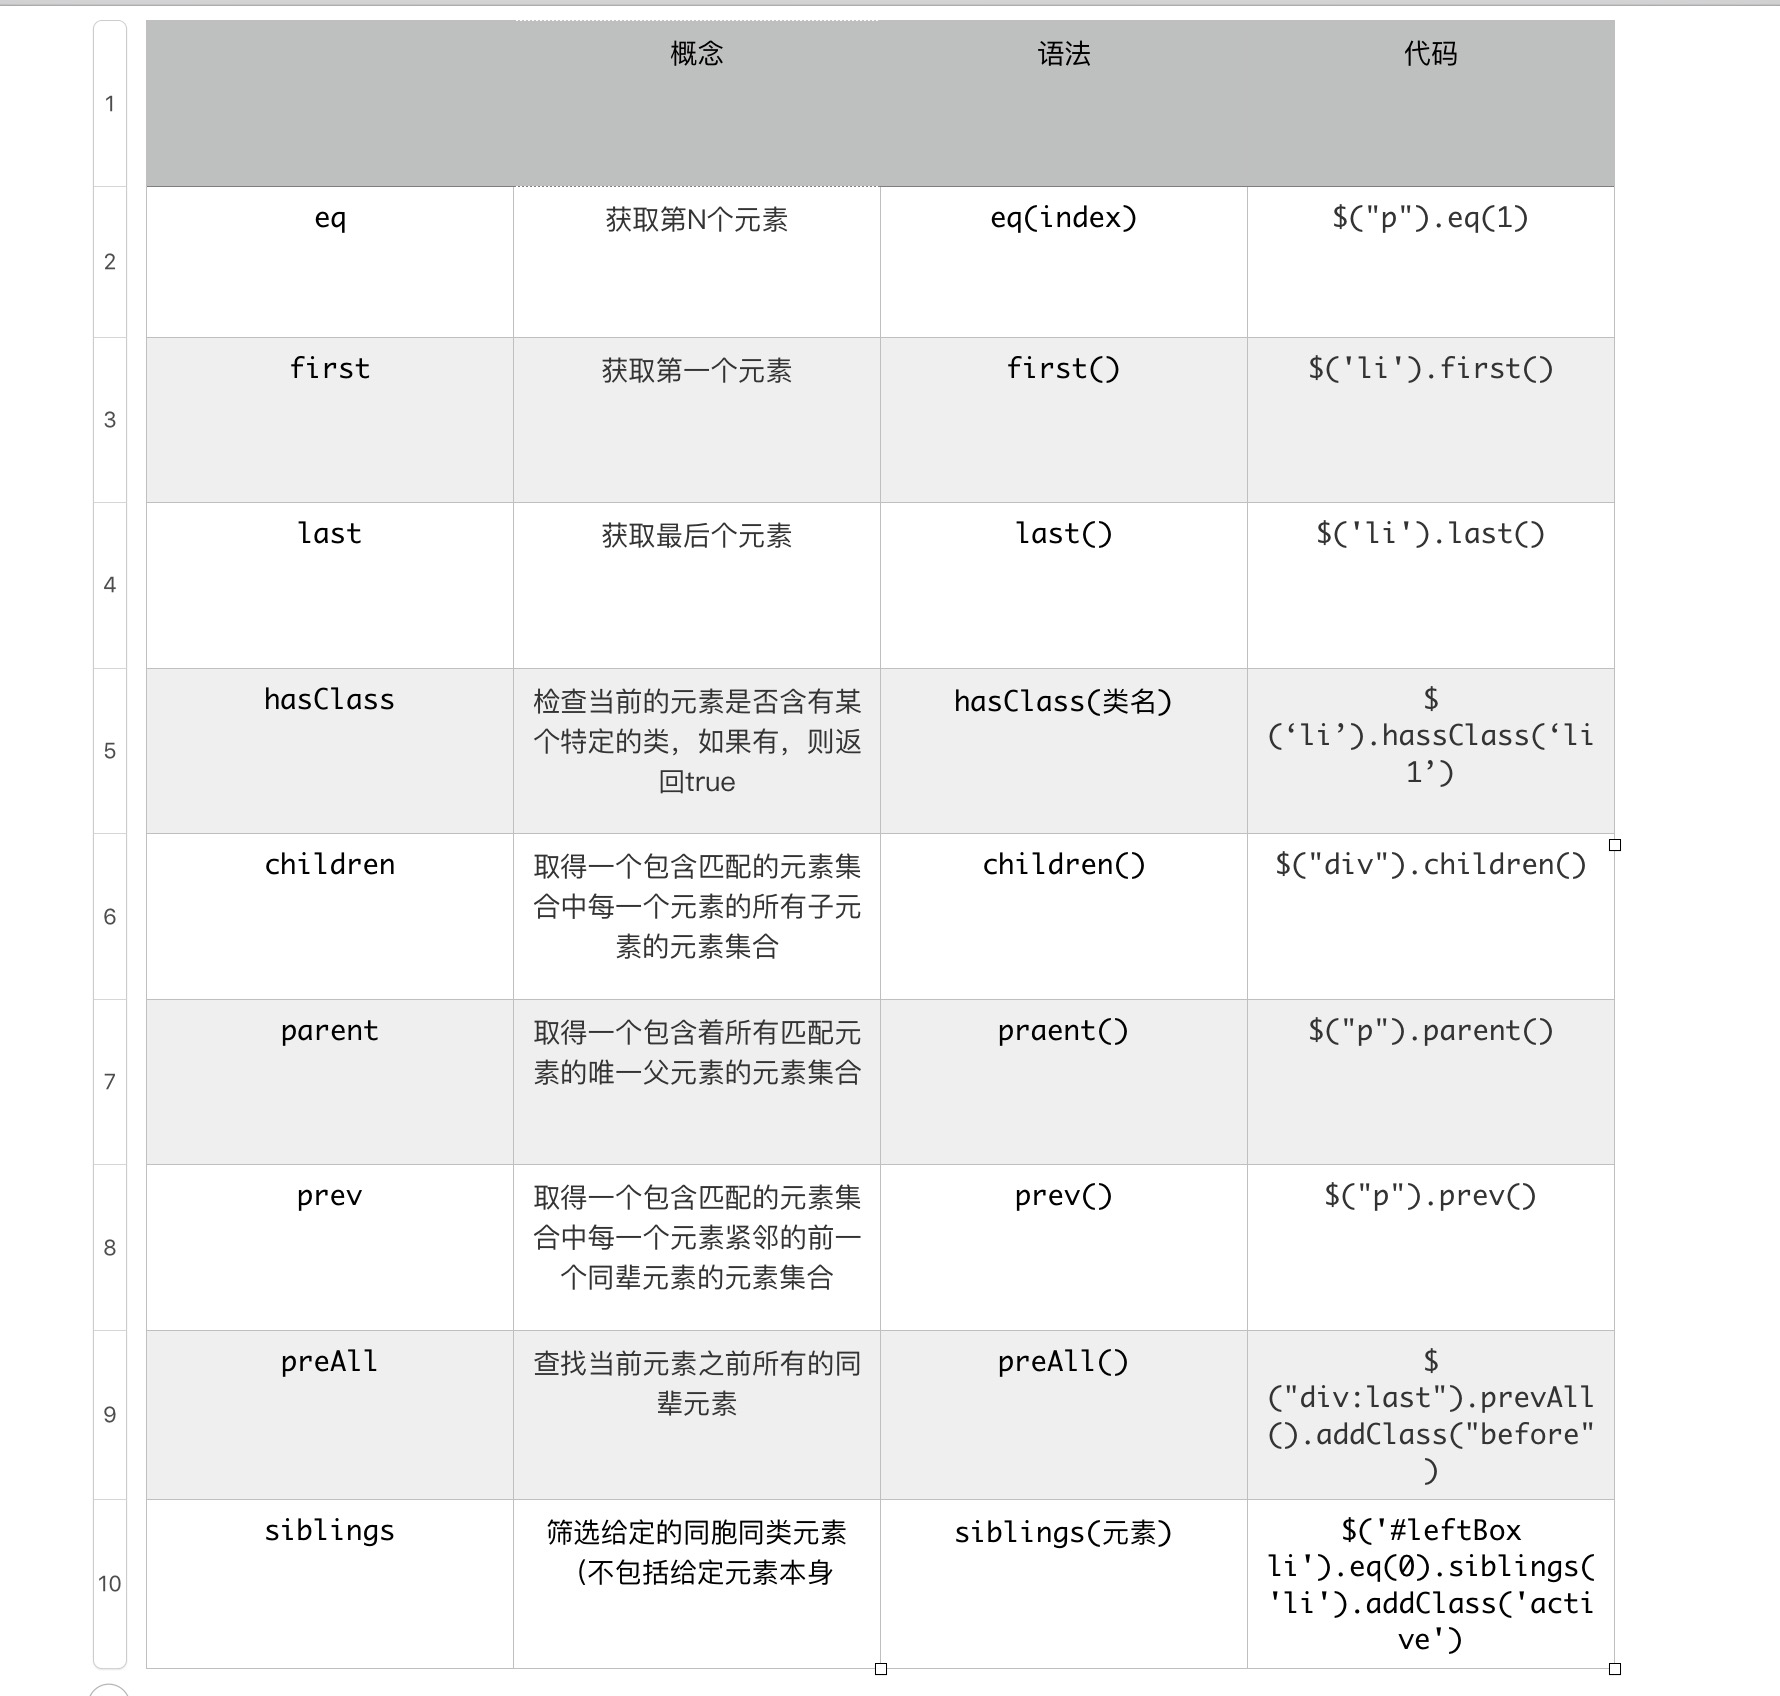 概念 语法 代码
1
eq 获取第N个元素 eq(index) $("p").eq(1)
2
first 获取第一个元素 first() $('li').first()
3
last 获取最后个元素 last() $('li').last()
4
hasClass 检查当前的元素是否含有某 hasClass(类名) $
5 个特定的类，如果有，则返 (‘li’).hassClass(‘li
回true 1’)
children 取得一个包含匹配的元素集 children() $("div").children()
6 合中每一个元素的所有子元
素的元素集合
parent 取得一个包含着所有匹配元 praent() $("p").parent()
素的唯一父元素的元素集合
7
prev 取得一个包含匹配的元素集 prev() $("p").prev()
8 合中每一个元素紧邻的前一
个同辈元素的元素集合
preAll 查找当前元素之前所有的同 preAll() $
辈元素 ("div:last").prevAll
9 ().addClass("before"
)
siblings 筛选给定的同胞同类元素 siblings(元素) $('#leftBox
（不包括给定元素本身 li').eq(0).siblings(
10 'li').addClass('acti
ve')